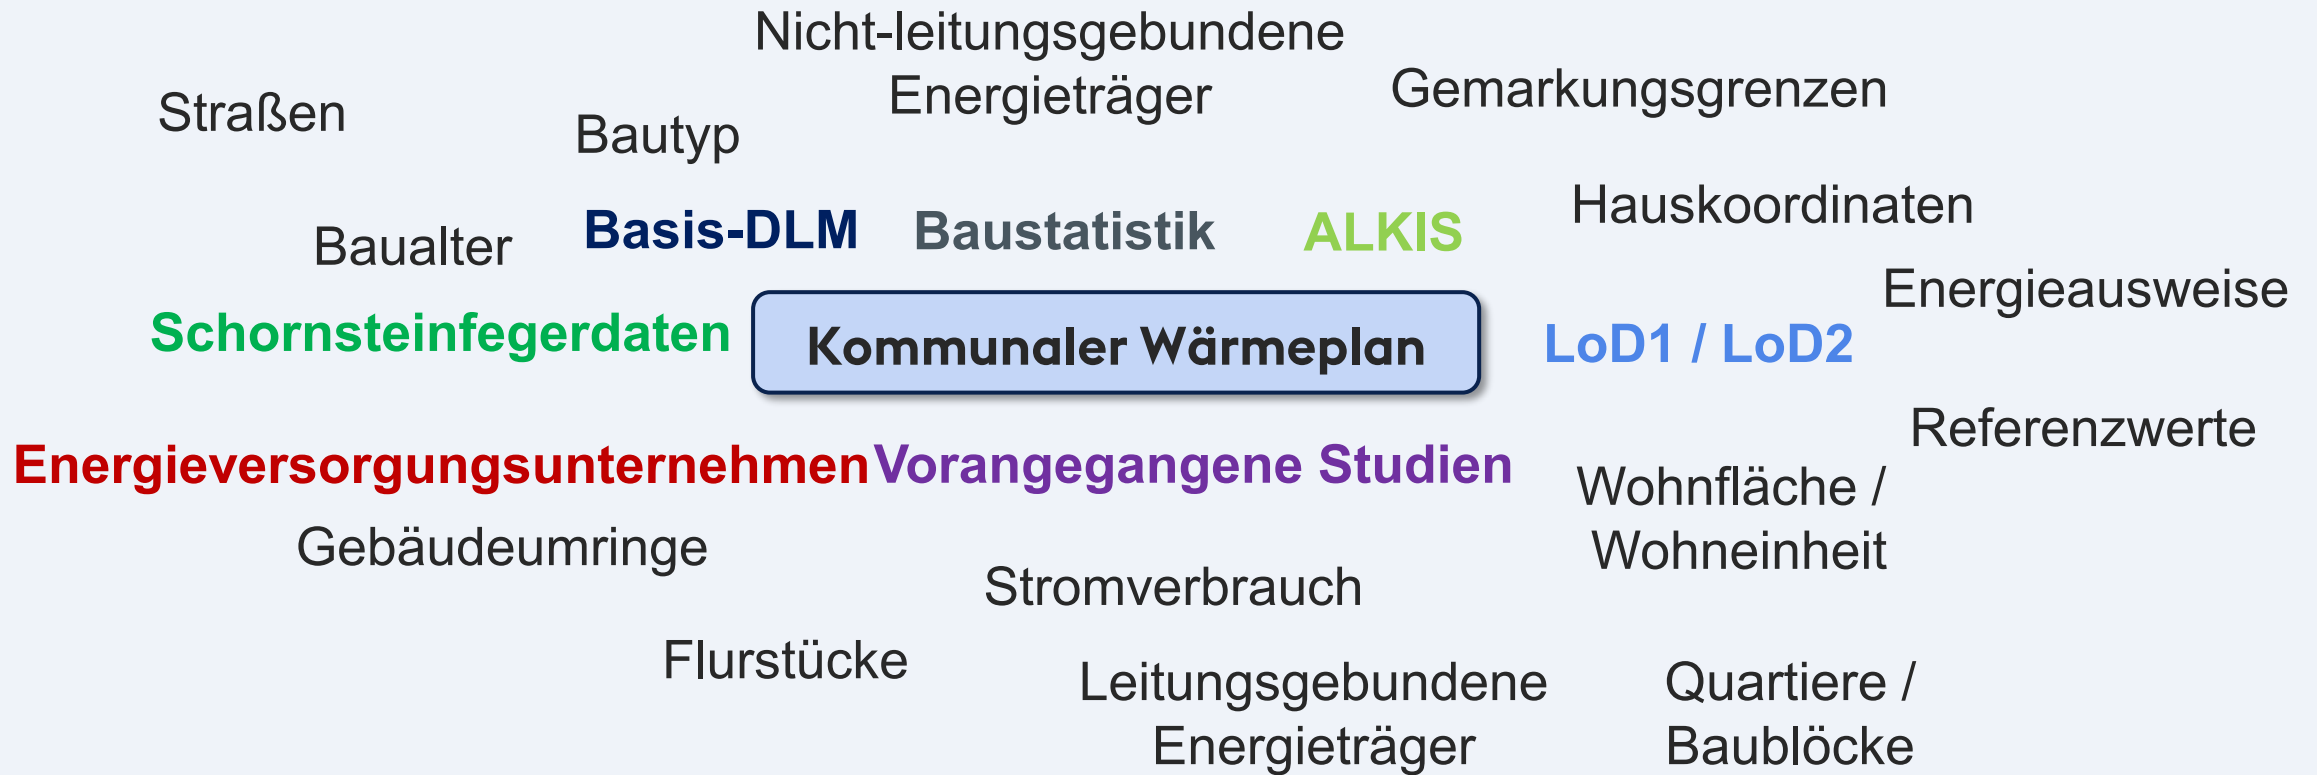 Nicht-leitungsgebundene
Energieträger
Gemarkungsgrenzen
Straßen
Bautyp
Hauskoordinaten
Baualter
Basis-DLM
Baustatistik
ALKIS
Energieausweise
Schornsteinfegerdaten
Kommunaler Wärmeplan
LoD1 / LoD2
Referenzwerte
Energieversorgungsunternehmen
Vorangegangene Studien
Wohnfläche /
Wohneinheit
Gebäudeumringe
Stromverbrauch
Flurstücke
Leitungsgebundene
Energieträger
Quartiere /
Baublöcke